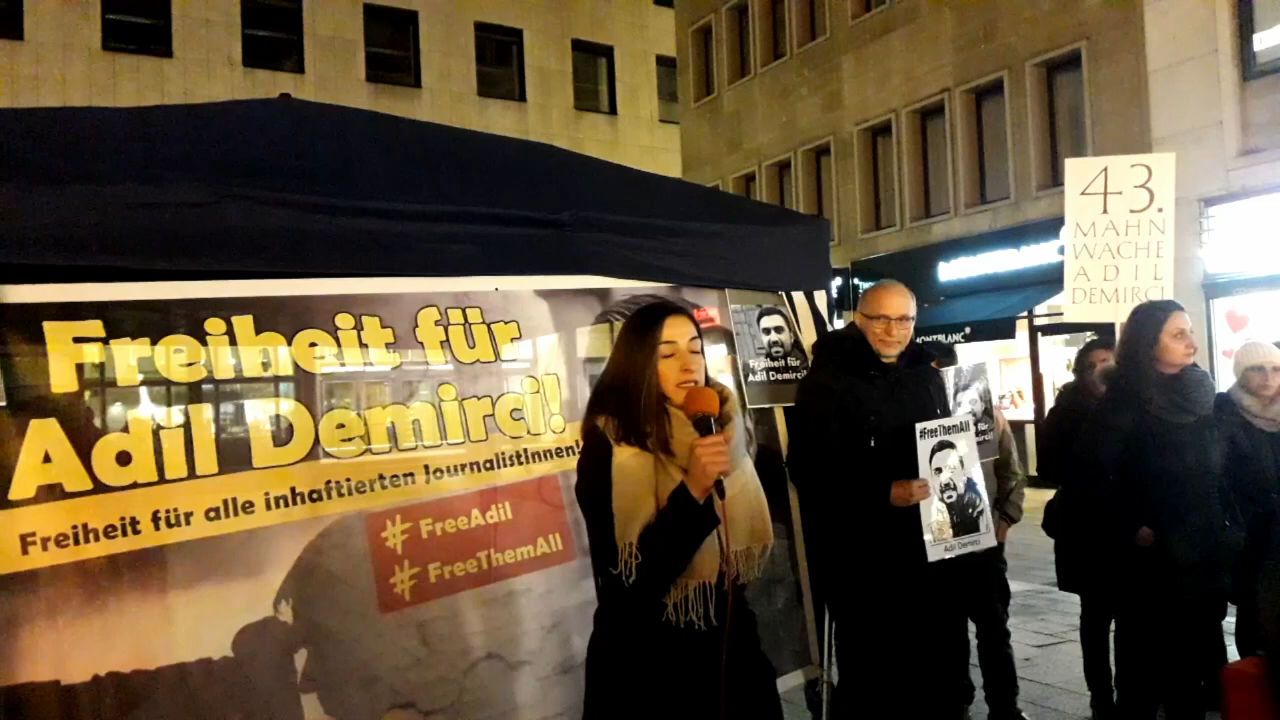 Freiheit für
Adil Demirci!
Freiheit für alle inhaftierten JournalistInnen!
# FreeAdil
# FreeThemAll
Freiheit für
Adil Demirci!
#FreeThemAll
Adil Demirci
MONTBLANC
43.
MAHN
WACHE
ADIL
DEMIRCI